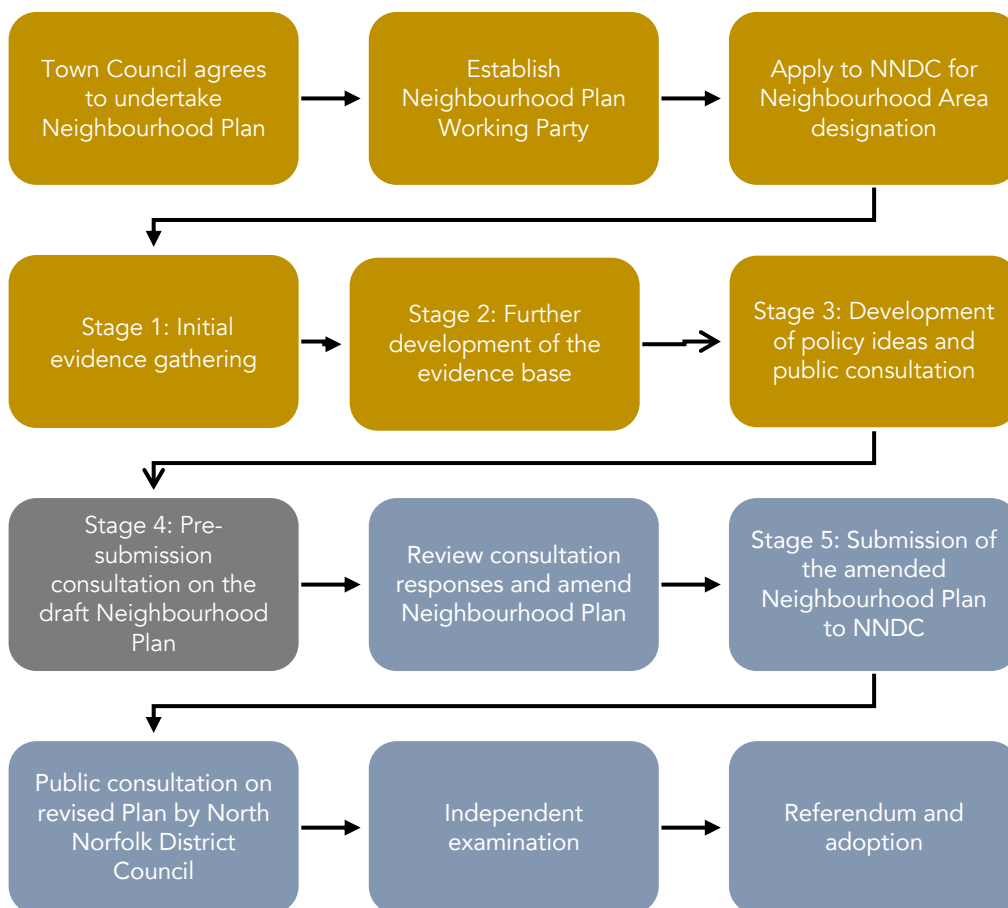 Town Council agrees
to undertake
Neighbourhood Plan
Establish
Neighbourhood Plan
Working Party
Apply to NNDC for
Neighbourhood Area
designation
Stage 1: Initial
evidence gathering
Stage 2: Further
development of the
evidence base
Stage 3: Development
of policy ideas and
public consultation
Stage 4: Pre-
submission
consultation on the
draft Neighbourhood
Plan
Review consultation
responses and amend
Neighbourhood Plan
Stage 5: Submission of
the amended
Neighbourhood Plan
to NNDC
Public consultation on
revised Plan by North
Norfolk District
Council
Independent
examination
Referendum and
adoption